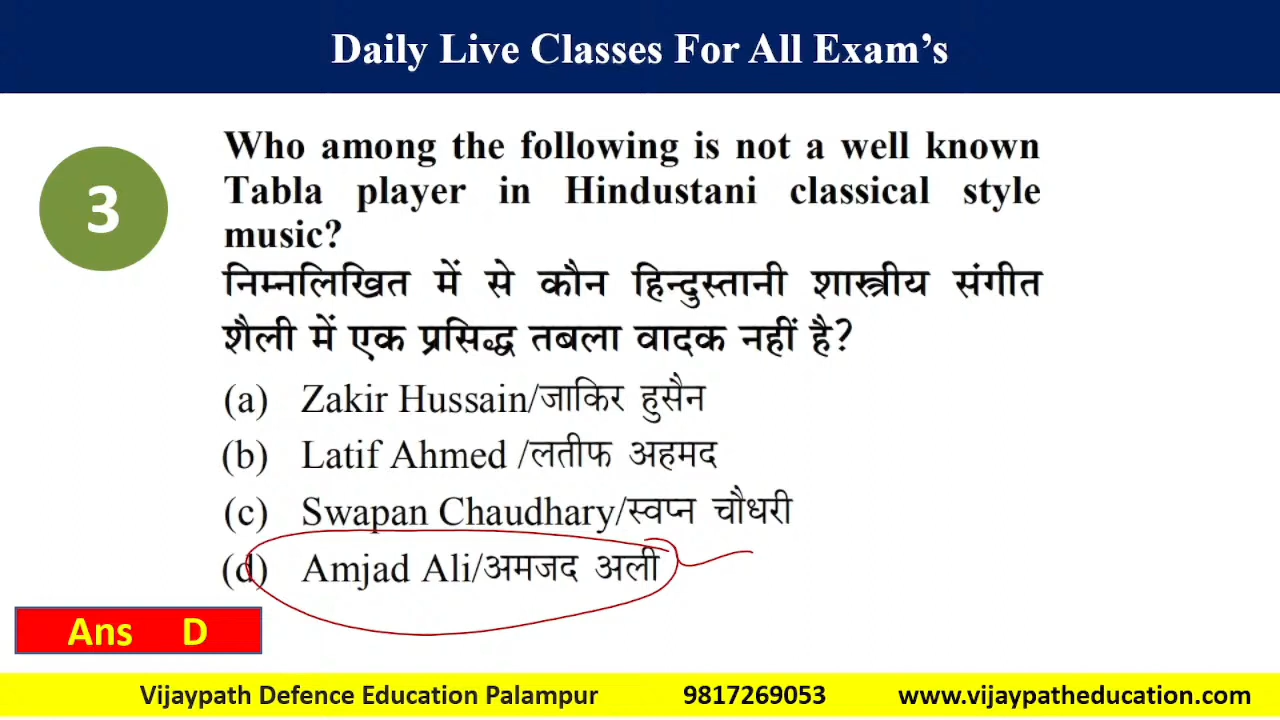 Daily Live Classes For All Exam’s
3
Who among the following is not a well known
Tabla player in Hindustani classical style
music?
निम्नलिखित में से कौन हिन्दुस्तानी शास्त्रीय संगीत
शैली में एक प्रसिद्ध तबला वादक नहीं है?
(a) Zakir Hussain/जाकिर हुसैन
(b) Latif Ahmed /लतीफ अहमद
(c) Swapan Chaudhary/स्वप्न चौधरी
(d) Amjad Ali/अमजद अली
Ans D
Vijaypath Defence Education Palampur 9817269053 www.vijaypatheducation.com